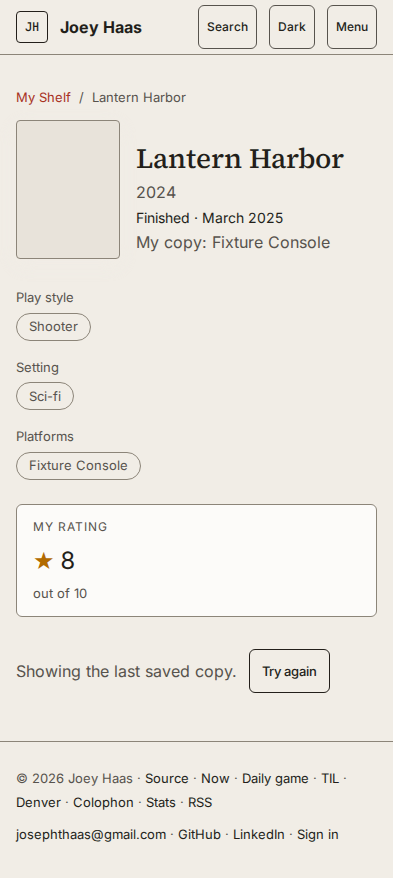 JH Joey Haas Search Dark Menu
My Shelf / Lantern Harbor
Lantern Harbor
2024
Finished · March 2025
My copy: Fixture Console
Play style
Shooter
Setting
Sci-fi
Platforms
Fixture Console
MY RATING
★ 8
out of 10
Showing the last saved copy. Try again
© 2026 Joey Haas · Source · Now · Daily game · TIL ·
Denver · Colophon · Stats · RSS
josephthaas@gmail.com · GitHub · LinkedIn · Sign in